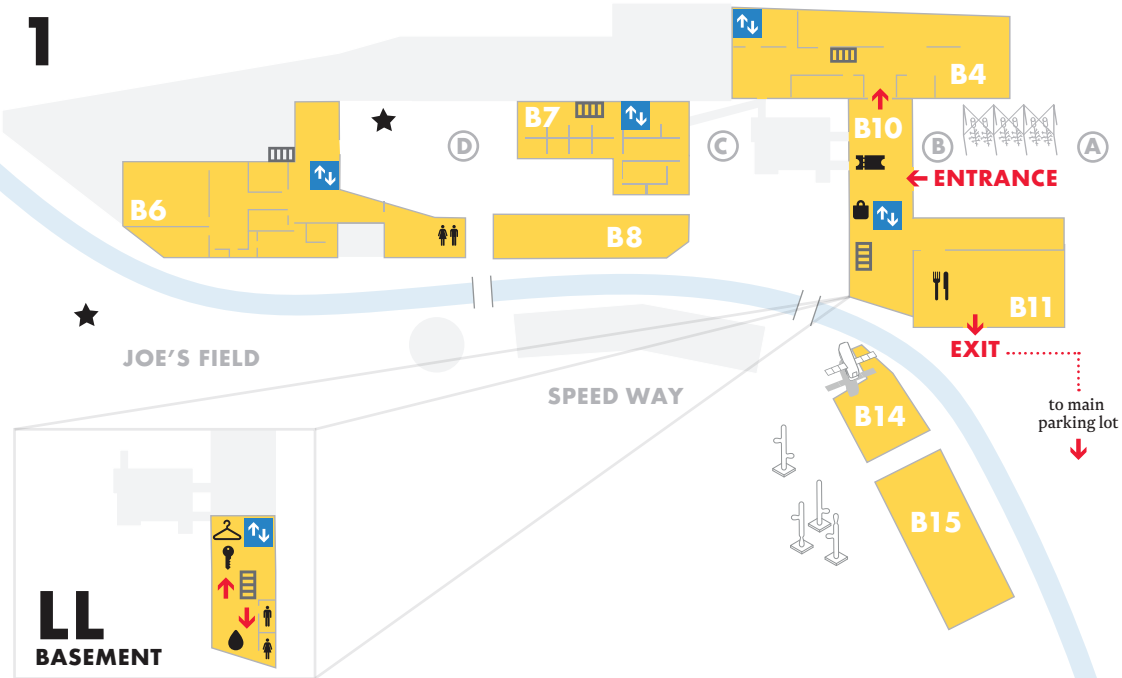 1
B4
B7
B10
D
C
B
A
ENTRANCE
B6
B8
B11
EXIT
JOE'S FIELD
SPEED WAY
to main
parking lot
B14
B15
LL
BASEMENT